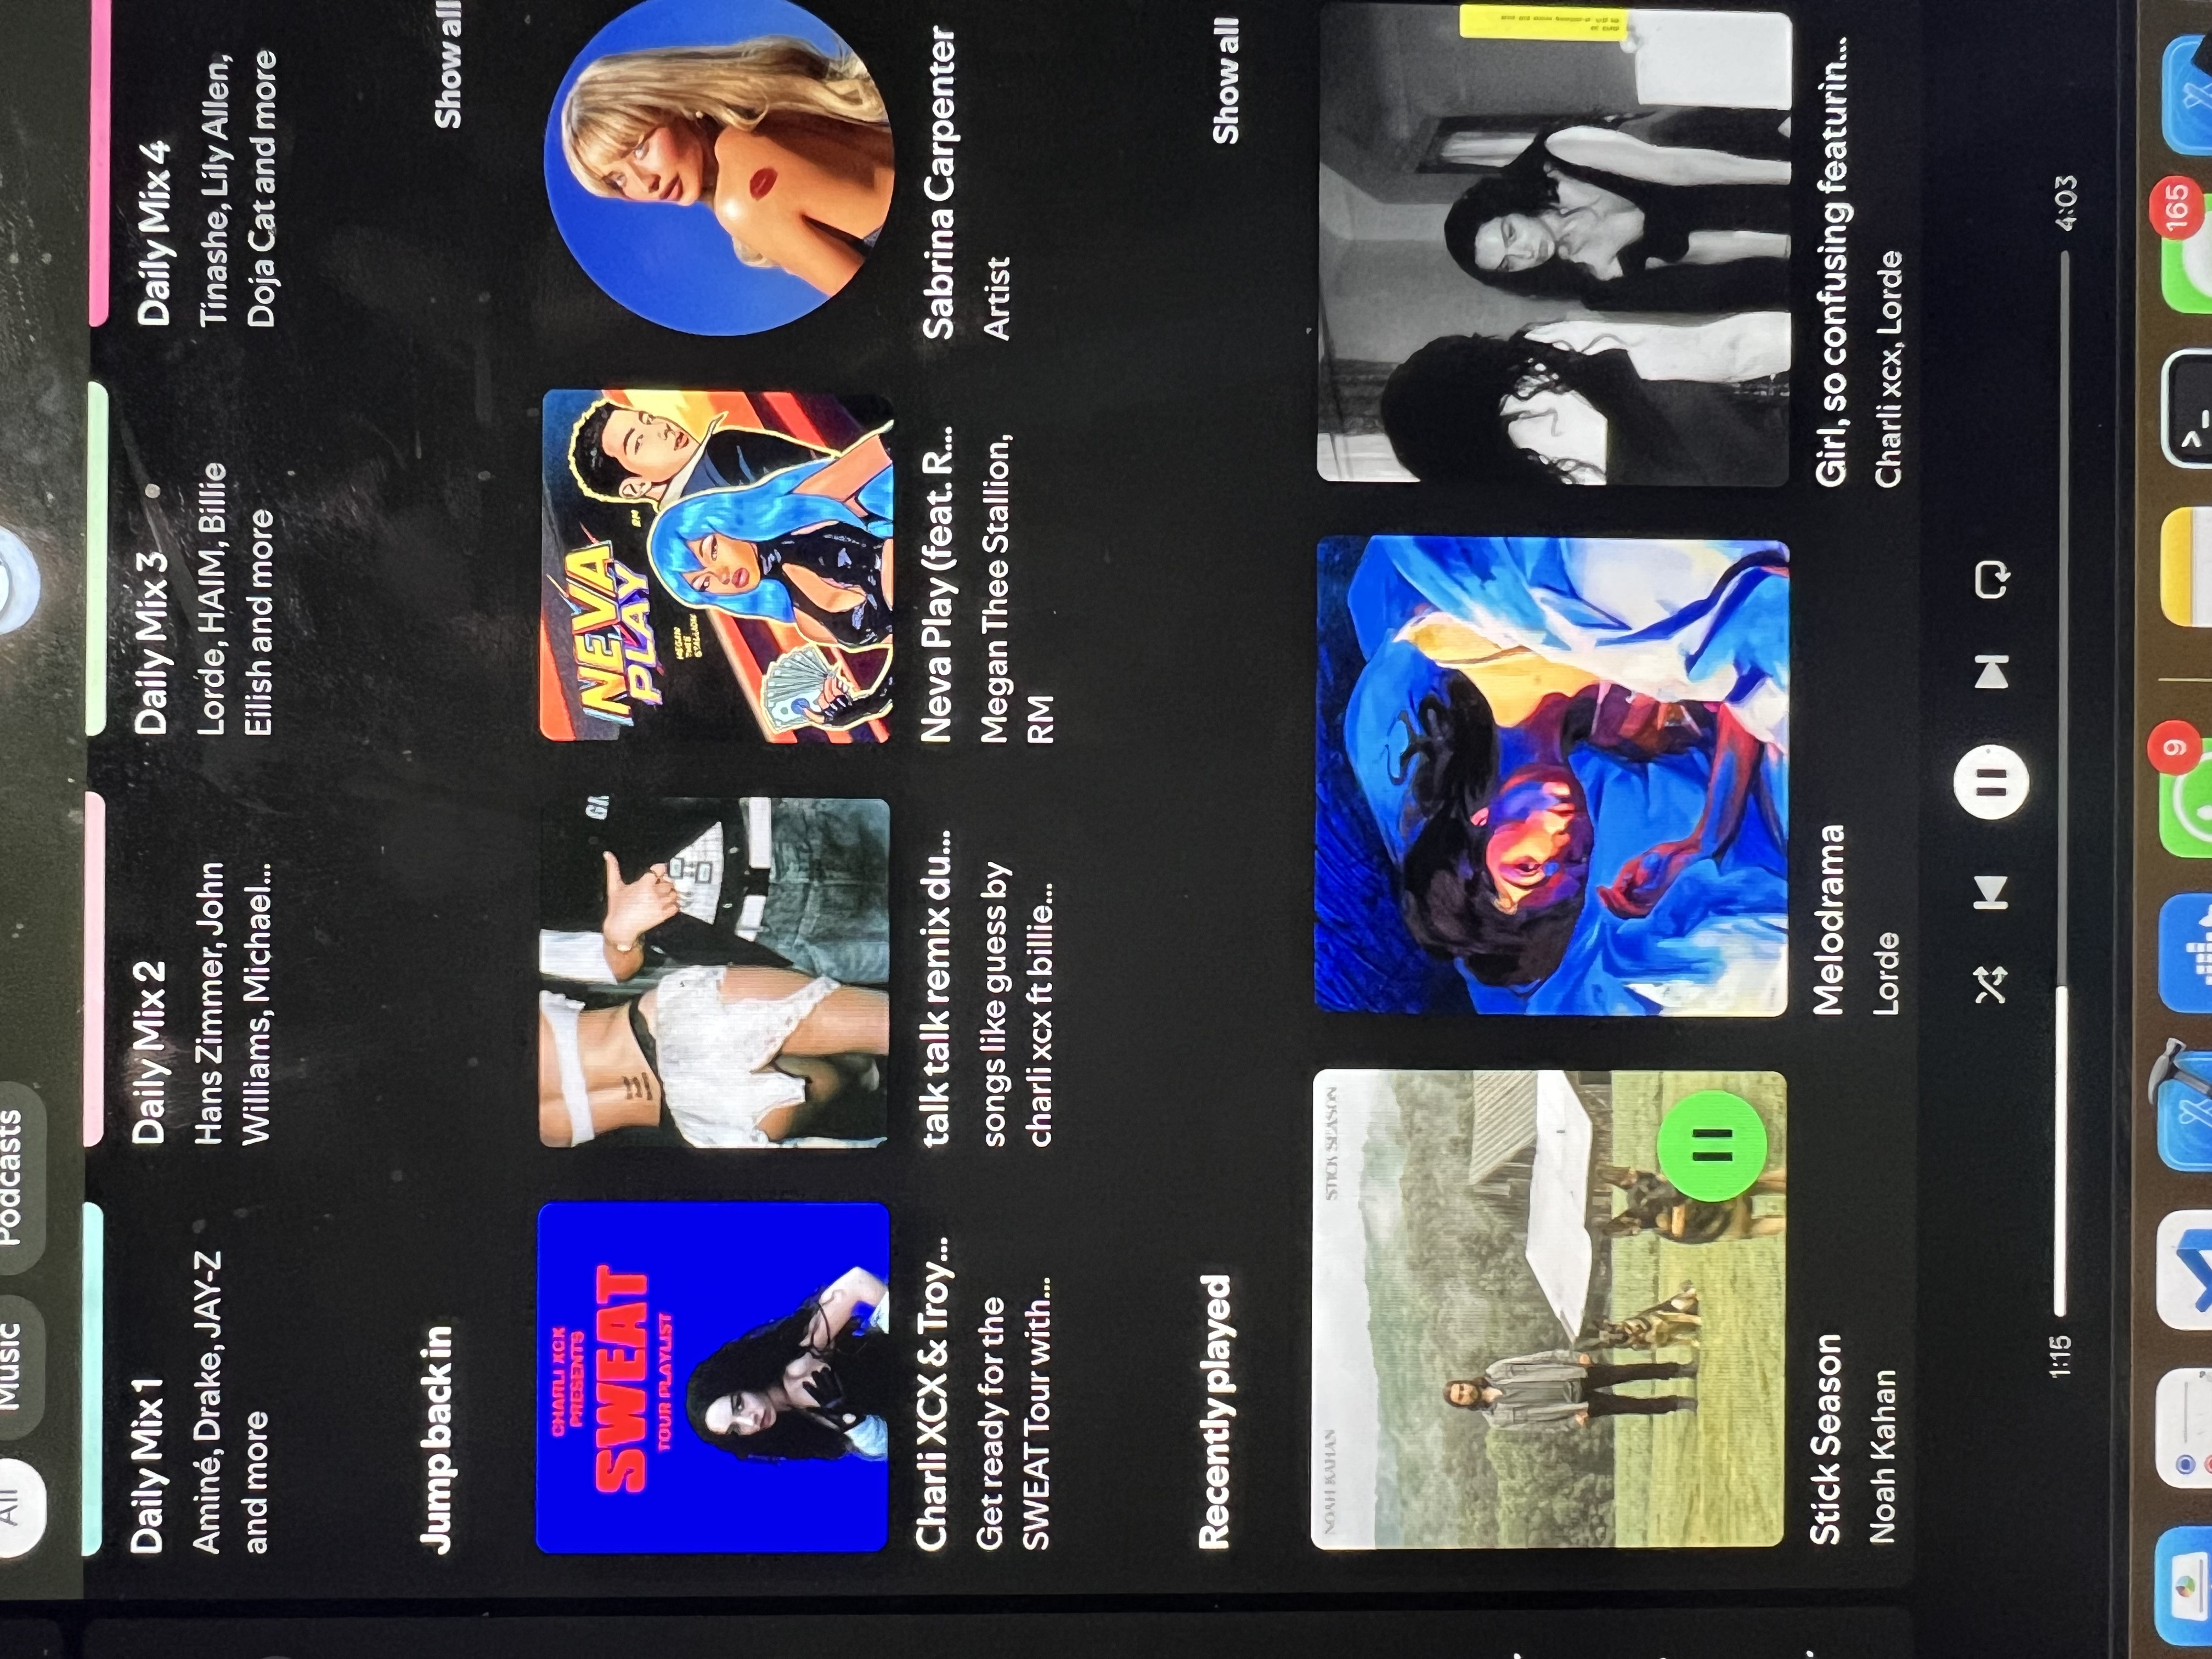 All
Music
Podcasts
Daily Mix 1
Aminé, Drake, JAY-Z
and more
Daily Mix 2
Hans Zimmer, John
Williams, Michael...
Daily Mix 3
Lorde, HAIM, Billie
Eilish and more
Daily Mix 4
Tinashe, Lily Allen,
Doja Cat and more
Jump back in
Show all
CHARLI XCX
PRESENTS
SWEAT
TOUR PLAYLIST
Charli XCX & Troy...
Get ready for the
SWEAT Tour with...
talk talk remix du...
songs like guess by
charli xcx ft billie...
NEVA
PLAY
RM
MEGAN
THEE
STALLION
Neva Play (feat. R...
Megan Thee Stallion,
RM
Sabrina Carpenter
Artist
Recently played
Show all
NOAH KAHAN
STICK SEASON
Stick Season
Noah Kahan
Melodrama
Lorde
Girl, so confusing featurin...
Charli xcx, Lorde
1:15
4:03
9
165